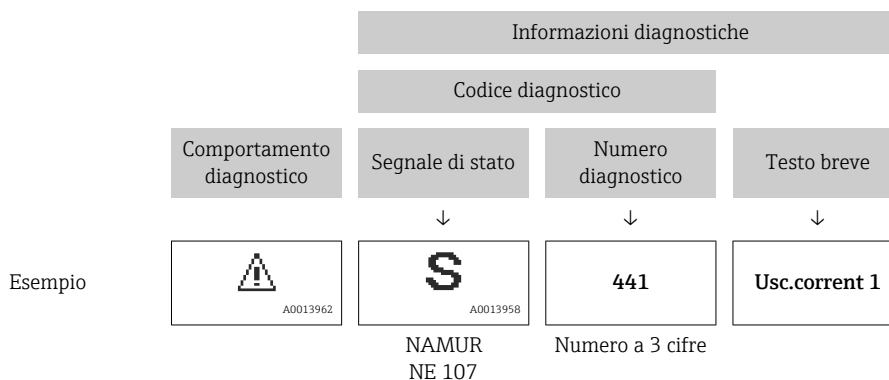 Informazioni diagnostiche
Codice diagnostico
Comportamento
diagnostico
Segnale di stato
Numero
diagnostico
Testo breve
↓ ↓ ↓
Esempio
A0013962
S
A0013958
441
Usc.corrent 1
NAMUR
NE 107
Numero a 3 cifre